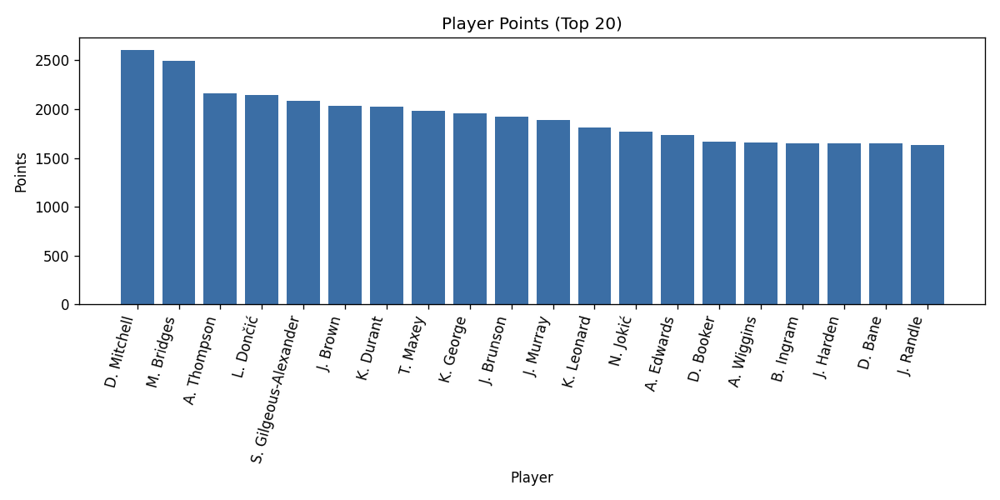 Player Points (Top 20)
Points
2500
2000
1500
1000
500
0
D. Mitchell
M. Bridges
A. Thompson
L. Dončić
S. Gilgeous-Alexander
J. Brown
K. Durant
T. Maxey
K. George
J. Brunson
J. Murray
K. Leonard
N. Jokić
A. Edwards
D. Booker
A. Wiggins
B. Ingram
J. Harden
D. Bane
J. Randle
Player